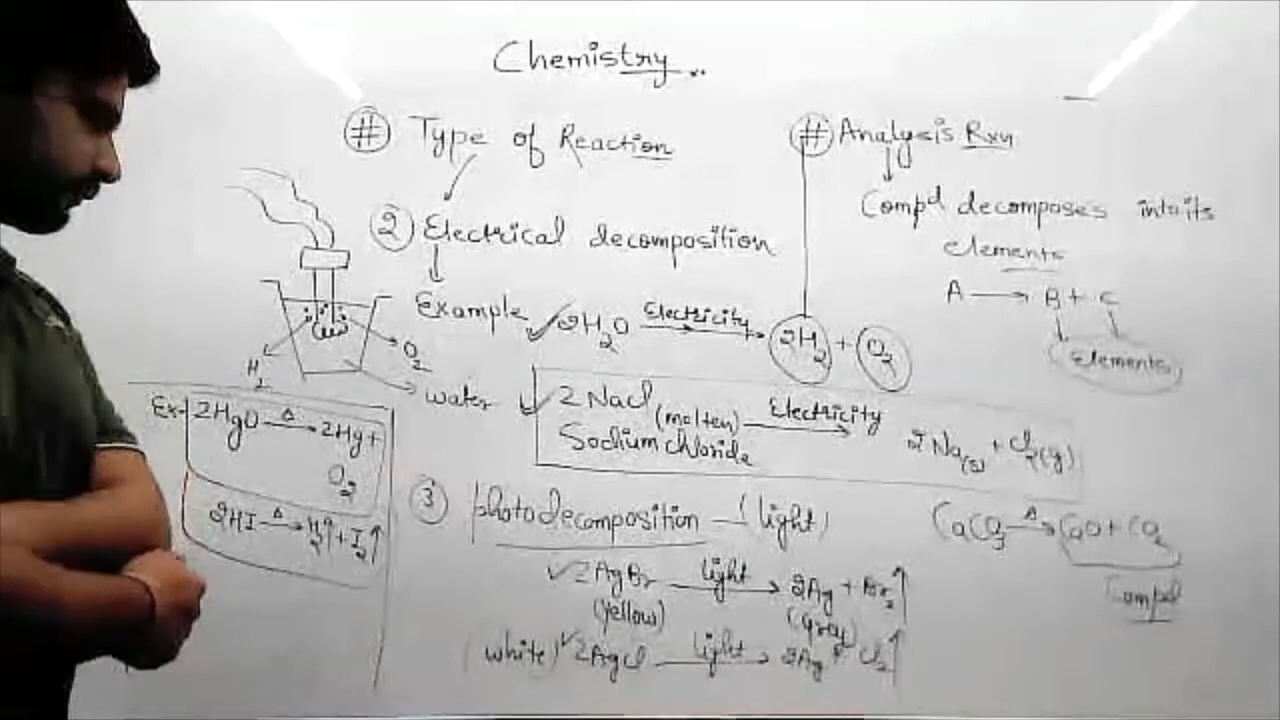 Chemistry
# Type of Reaction
2 Electrical decomposition
Example 2H₂O Electricity → 2H₂ + O₂
H₂
O₂
water
2 Nacl (molten) Electricity → 2 Na(s) + Cl₂(g)
Sodium chloride
Ex- 2HgO Δ → 2Hg +
O₂
2HI Δ → H₂↑ + I₂↑
3 photodecomposition – (light)
2AgBr light → 2Ag + Br₂↑
(yellow) (gray)
(white) 2AgCl light → 2Ag + Cl₂↑
# Analysis Rxn
Compd decomposes into its
elements
A → B + C
Elements
CaCO₃ Δ → CaO + CO₂
Compd